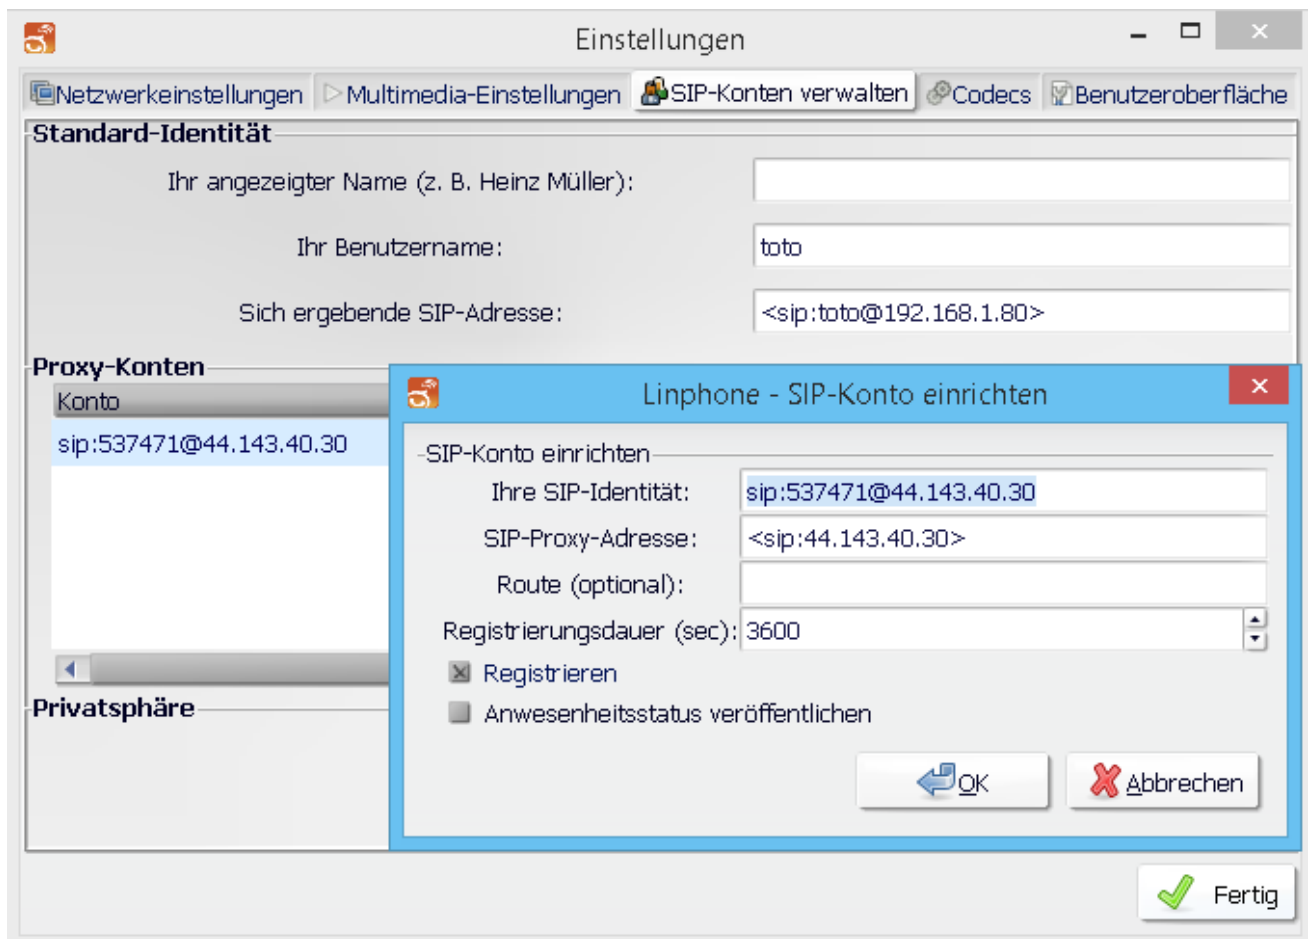 Einstellungen
Netzwerkeinstellungen Multimedia-Einstellungen SIP-Konten verwalten Codecs Benutzeroberfläche
Standard-Identität
Ihr angezeigter Name (z. B. Heinz Müller):
Ihr Benutzername: toto
Sich ergebende SIP-Adresse: <sip:toto@192.168.1.80>
Proxy-Konten
Konto
sip:537471@44.143.40.30
Privatsphäre
Linphone - SIP-Konto einrichten
SIP-Konto einrichten
Ihre SIP-Identität: sip:537471@44.143.40.30
SIP-Proxy-Adresse: <sip:44.143.40.30>
Route (optional):
Registrierungsdauer (sec): 3600
Registrieren
Anwesenheitsstatus veröffentlichen
OK Abbrechen
Fertig